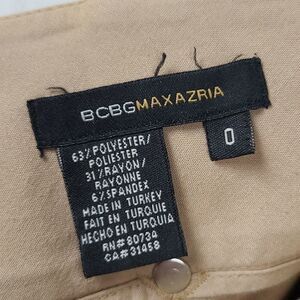 BCBGMAXAZRIA
0
63% POLYESTER/
POLIESTER
31% RAYON/
RAYONNE
6% SPANDEX
MADE IN TURKEY
FAIT EN TURQUIE
HECHO EN TURQUIA
RN#80734
CA#31458